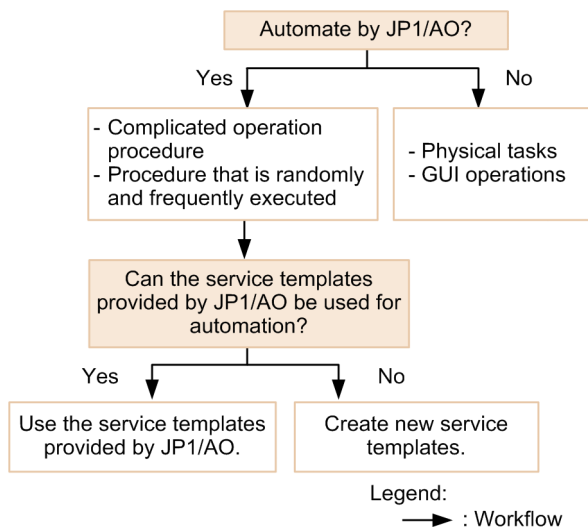 Automate by JP1/AO?
Yes
No
- Complicated operation
procedure
- Procedure that is randomly
and frequently executed
- Physical tasks
- GUI operations
Can the service templates
provided by JP1/AO be used for
automation?
Yes
No
Use the service templates
provided by JP1/AO.
Create new service
templates.
Legend:
: Workflow